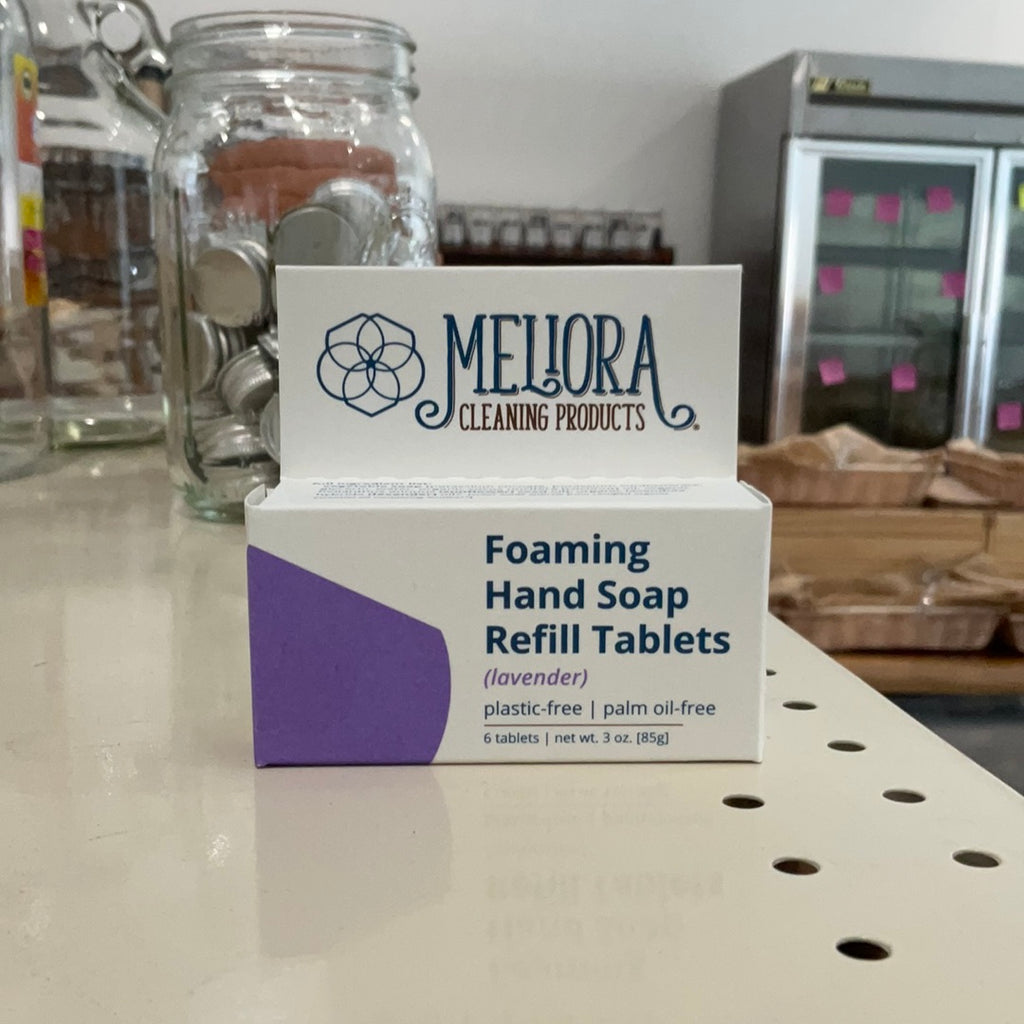 MELIORA
CLEANING PRODUCTS
Foaming
Hand Soap
Refill Tablets
(lavender)
plastic-free | palm oil-free
6 tablets | net wt. 3 oz. [85g]